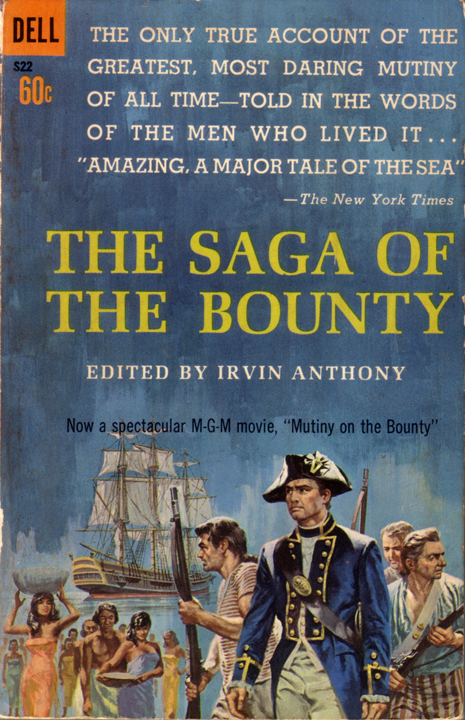 DELL
S22
60c
THE ONLY TRUE ACCOUNT OF THE
GREATEST, MOST DARING MUTINY
OF ALL TIME—TOLD IN THE WORDS
OF THE MEN WHO LIVED IT...
"AMAZING, A MAJOR TALE OF THE SEA"
—The New York Times
THE SAGA OF
THE BOUNTY
EDITED BY IRVIN ANTHONY
Now a spectacular M-G-M movie, "Mutiny on the Bounty"